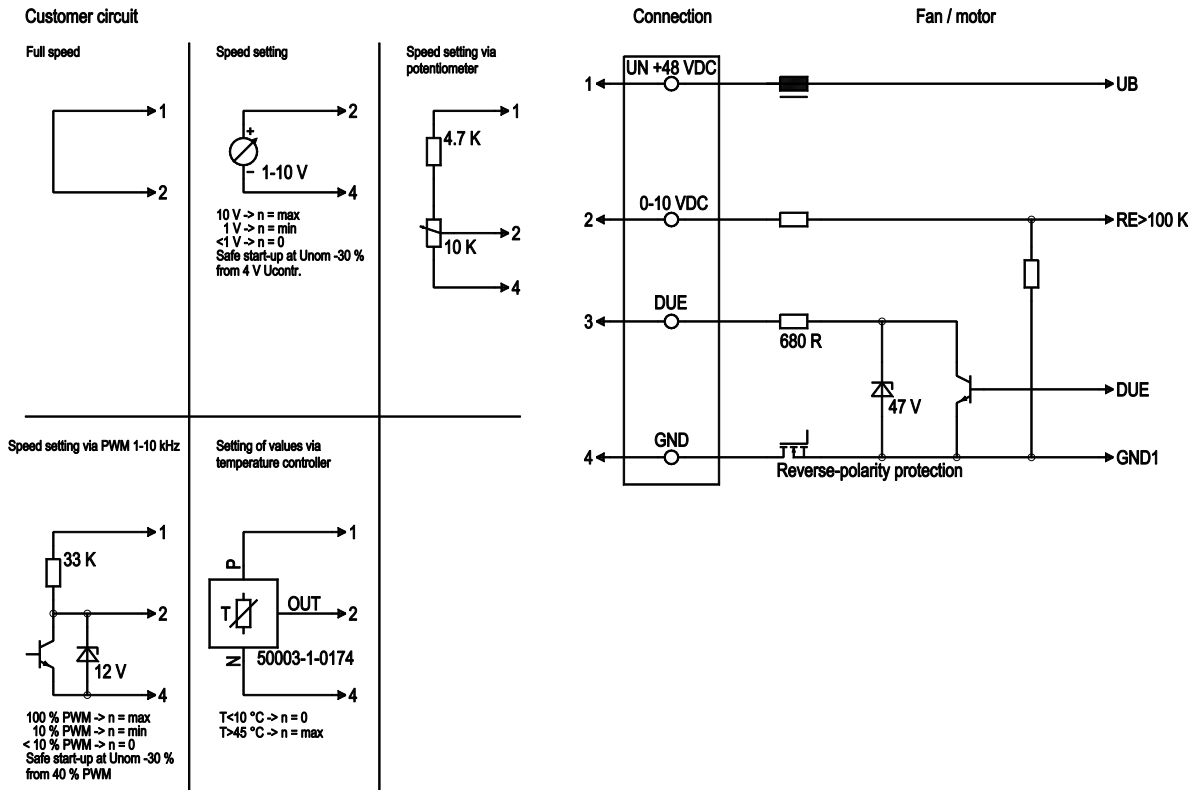 Customer circuit
Full speed
1
2
Speed setting
2
+
–
1-10 V
4
10 V -> n = max
1 V -> n = min
<1 V -> n = 0
Safe start-up at Unom -30 %
from 4 V Ucontr.
Speed setting via
potentiometer
1
4.7 K
2
10 K
4
Speed setting via PWM 1-10 kHz
1
33 K
2
12 V
4
100 % PWM -> n = max
10 % PWM -> n = min
< 10 % PWM -> n = 0
Safe start-up at Unom -30 %
from 40 % PWM
Setting of values via
temperature controller
1
P
T
OUT
2
N
50003-1-0174
4
T<10 °C -> n = 0
T>45 °C -> n = max
Connection
Fan / motor
UN +48 VDC
1
UB
0-10 VDC
2
RE>100 K
DUE
3
680 R
47 V
DUE
GND
4
GND1
Reverse-polarity protection